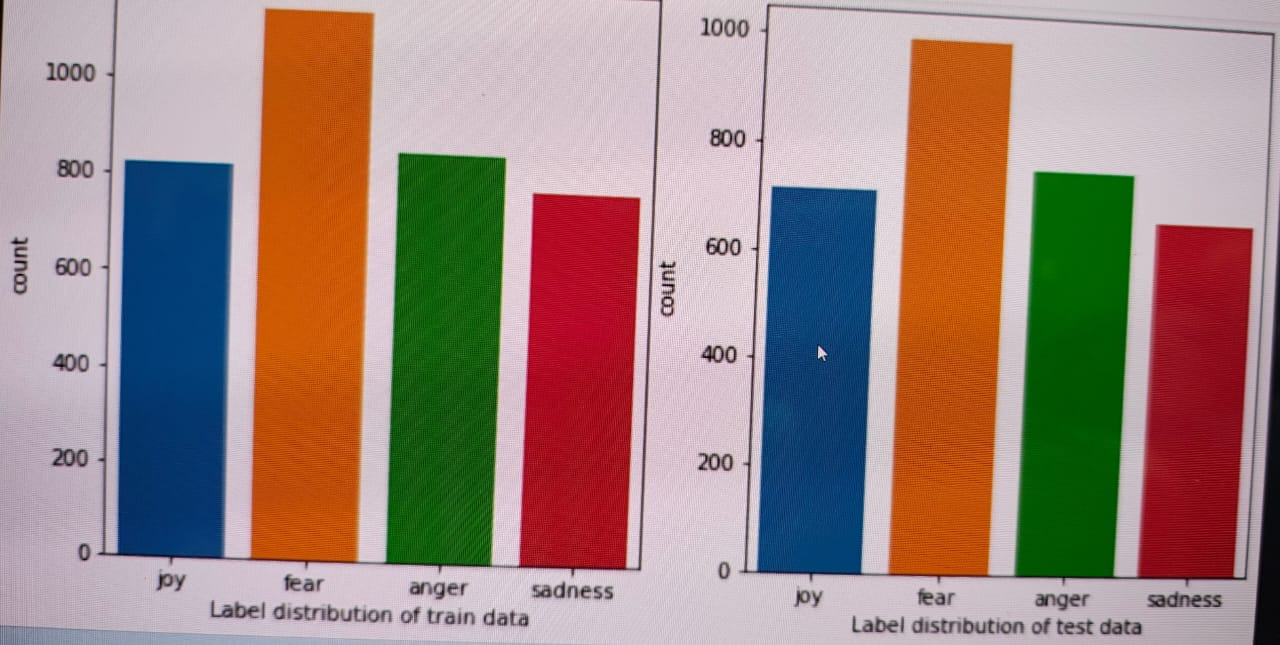 1000
800
600
400
200
0
count
joy fear anger sadness
Label distribution of train data
1000
800
600
400
200
0
count
joy fear anger sadness
Label distribution of test data